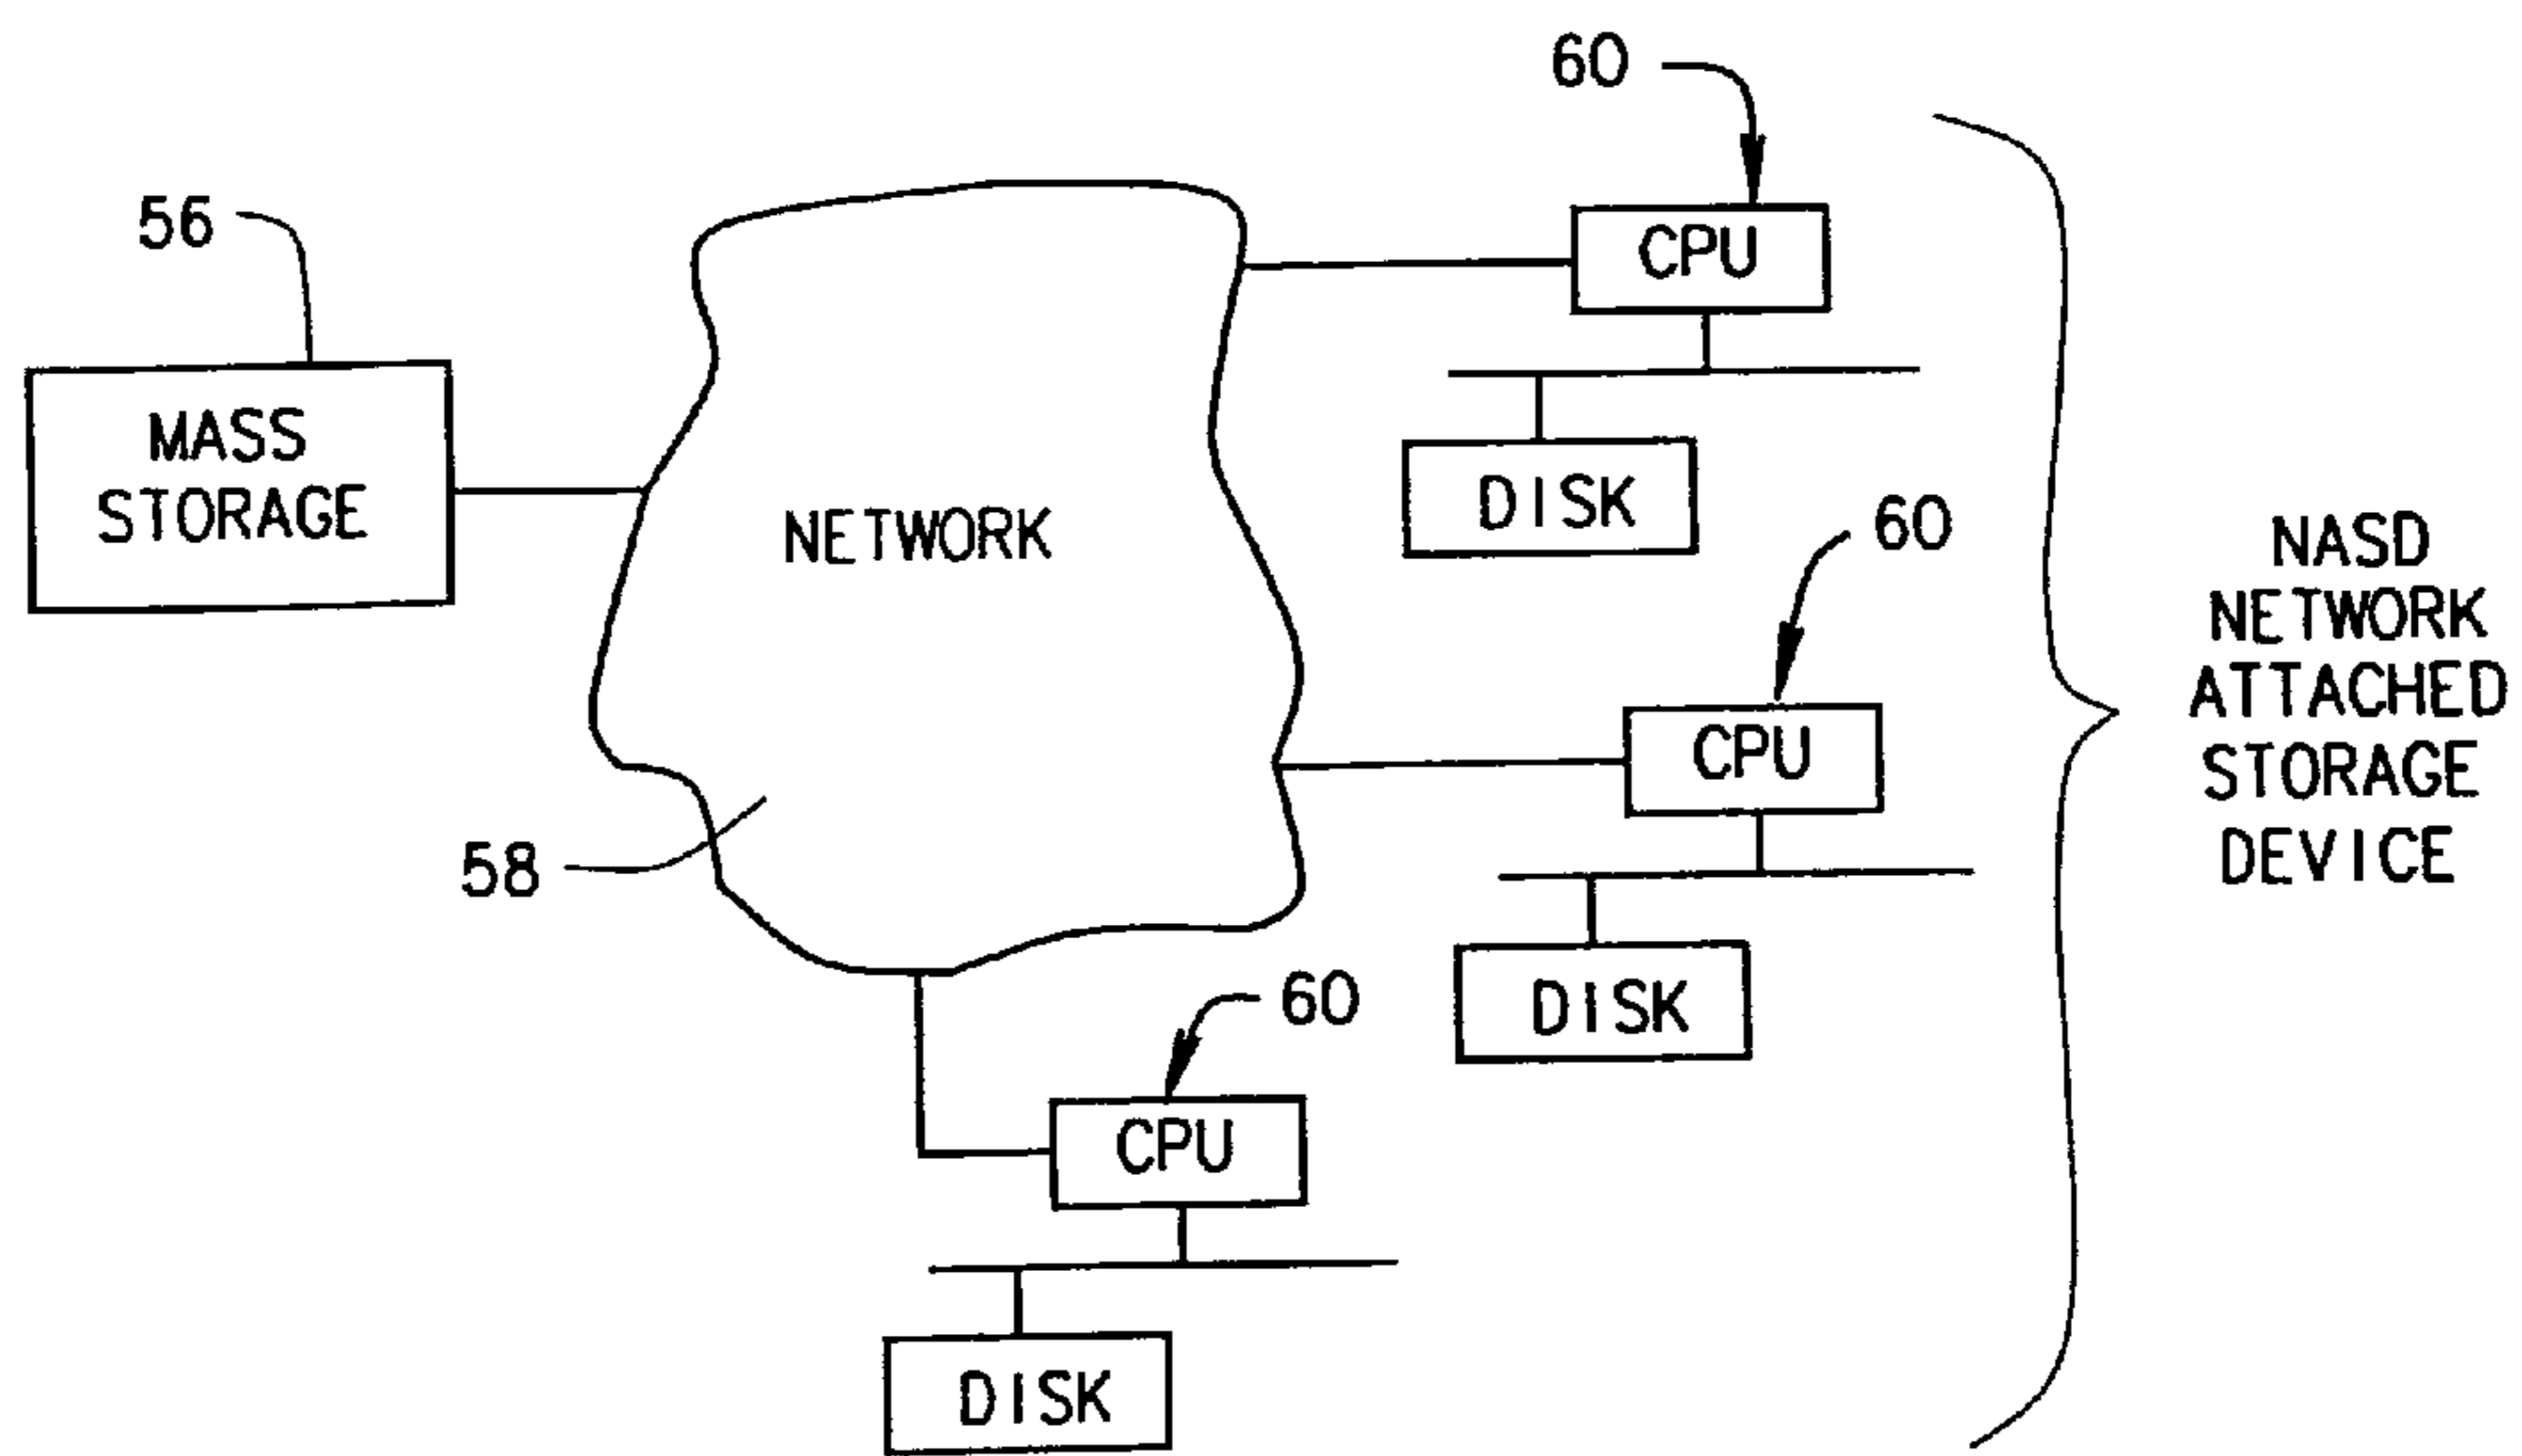 60
56
CPU
MASS
STORAGE
DISK
NETWORK
60
NASD
NETWORK
ATTACHED
STORAGE
DEVICE
CPU
58
DISK
60
CPU
DISK